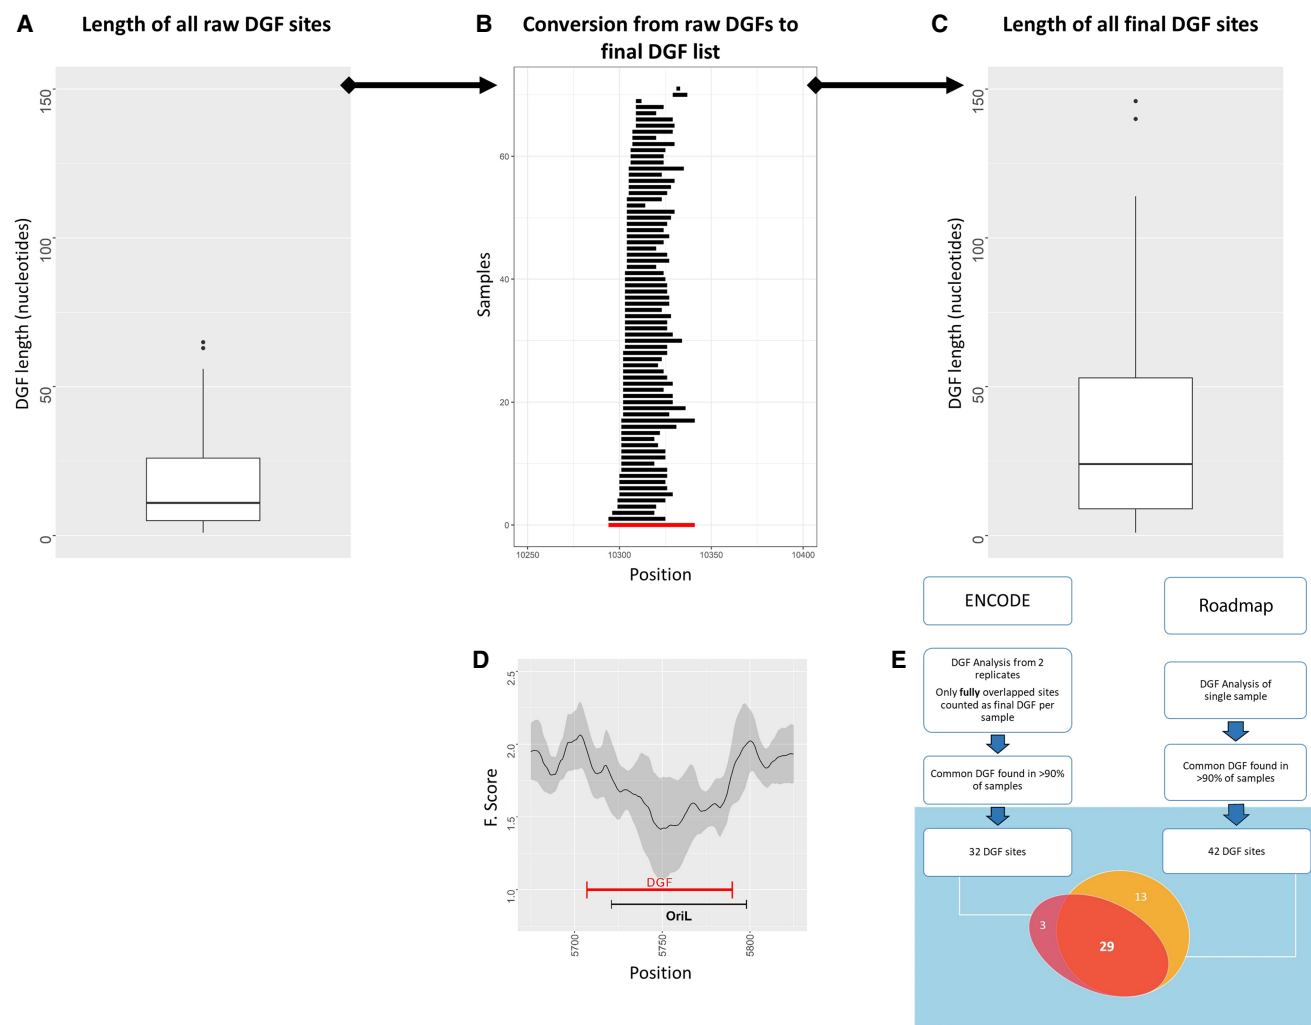 A
Length of all raw DGF sites
DGF length (nucleotides)
150
100
50
0
B
Conversion from raw DGFs to
final DGF list
Samples
60
40
20
0
10250
10300
10350
10400
Position
C
Length of all final DGF sites
DGF length (nucleotides)
150
100
50
0
D
F. Score
2.5
2.0
1.5
1.0
DGF
OriL
5700
5750
5800
Position
E
ENCODE
Roadmap
DGF Analysis from 2
replicates
Only fully overlapped sites
counted as final DGF per
sample
DGF Analysis of
single sample
Common DGF found in >90%
of samples
Common DGF found in
>90% of samples
32 DGF sites
42 DGF sites
13
3
29